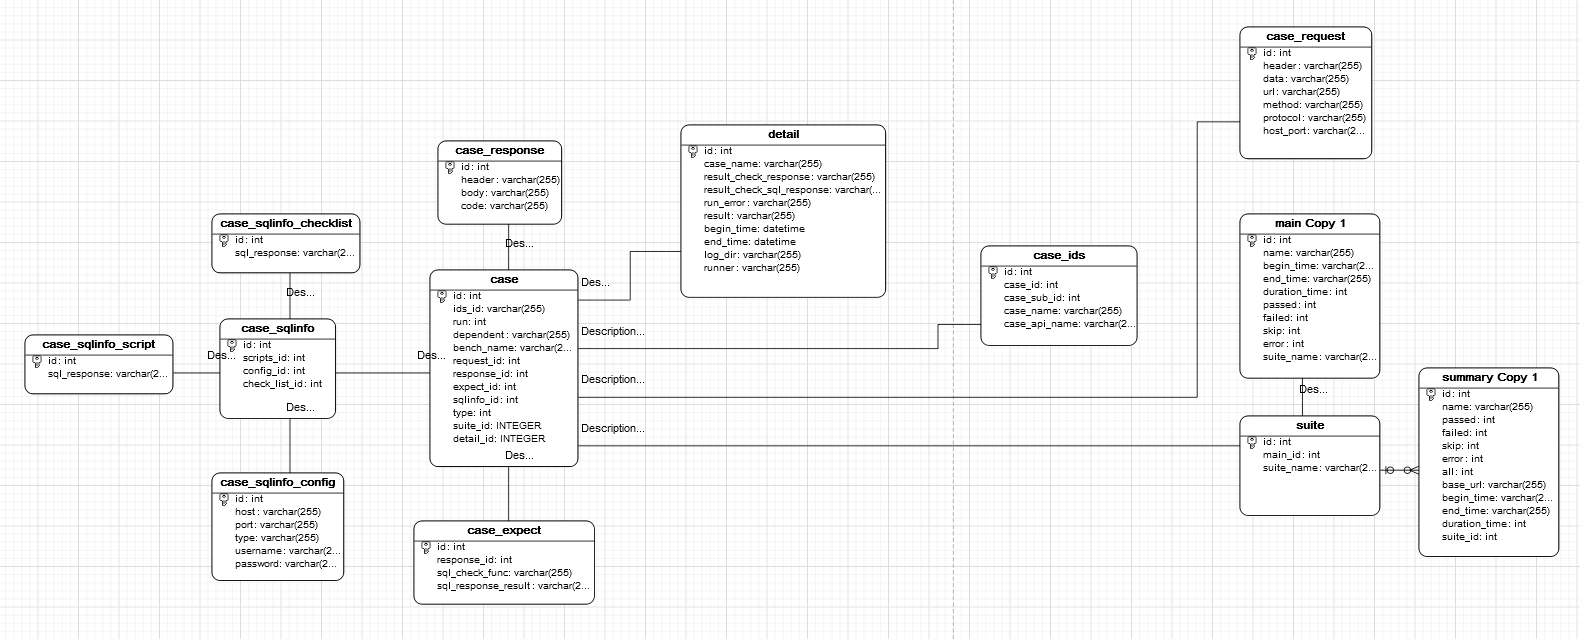 case_request
id: int
header: varchar(255)
data: varchar(255)
url: varchar(255)
method: varchar(255)
protocol: varchar(255)
host_port: varchar(2...
detail
id: int
case_name: varchar(255)
result_check_response: varchar(255)
result_check_sql_response: varchar(...
run_error: varchar(255)
result: varchar(255)
begin_time: datetime
end_time: datetime
log_dir: varchar(255)
runner: varchar(255)
case_response
id: int
header: varchar(255)
body: varchar(255)
code: varchar(255)
Des...
case_sqlinfo_checklist
id: int
sql_response: varchar(2...
Des...
main Copy 1
id: int
name: varchar(255)
begin_time: varchar(2...
end_time: varchar(255)
duration_time: int
passed: int
failed: int
skip: int
error: int
suite_name: varchar(2...
Des...
case_ids
id: int
case_id: int
case_sub_id: int
case_name: varchar(255)
case_api_name: varchar(2...
case
id: int
ids_id: varchar(255)
run: int
dependent: varchar(255)
bench_name: varchar(2...
request_id: int
response_id: int
expect_id: int
sqlinfo_id: int
type: int
suite_id: INTEGER
detail_id: INTEGER
Des...
Des...
Description...
Description...
Description...
case_sqlinfo
id: int
scripts_id: int
config_id: int
check_list_id: int
Des...
Des...
Des...
case_sqlinfo_script
id: int
sql_response: varchar(2...
summary Copy 1
id: int
name: varchar(255)
passed: int
failed: int
skip: int
error: int
all: int
base_url: varchar(255)
begin_time: varchar(2...
end_time: varchar(255)
duration_time: int
suite_id: int
suite
id: int
main_id: int
suite_name: varchar(2...
case_sqlinfo_config
id: int
host: varchar(255)
port: varchar(255)
type: varchar(255)
username: varchar(2...
password: varchar(2...
case_expect
id: int
response_id: int
sql_check_func: varchar(255)
sql_response_result: varchar(2...